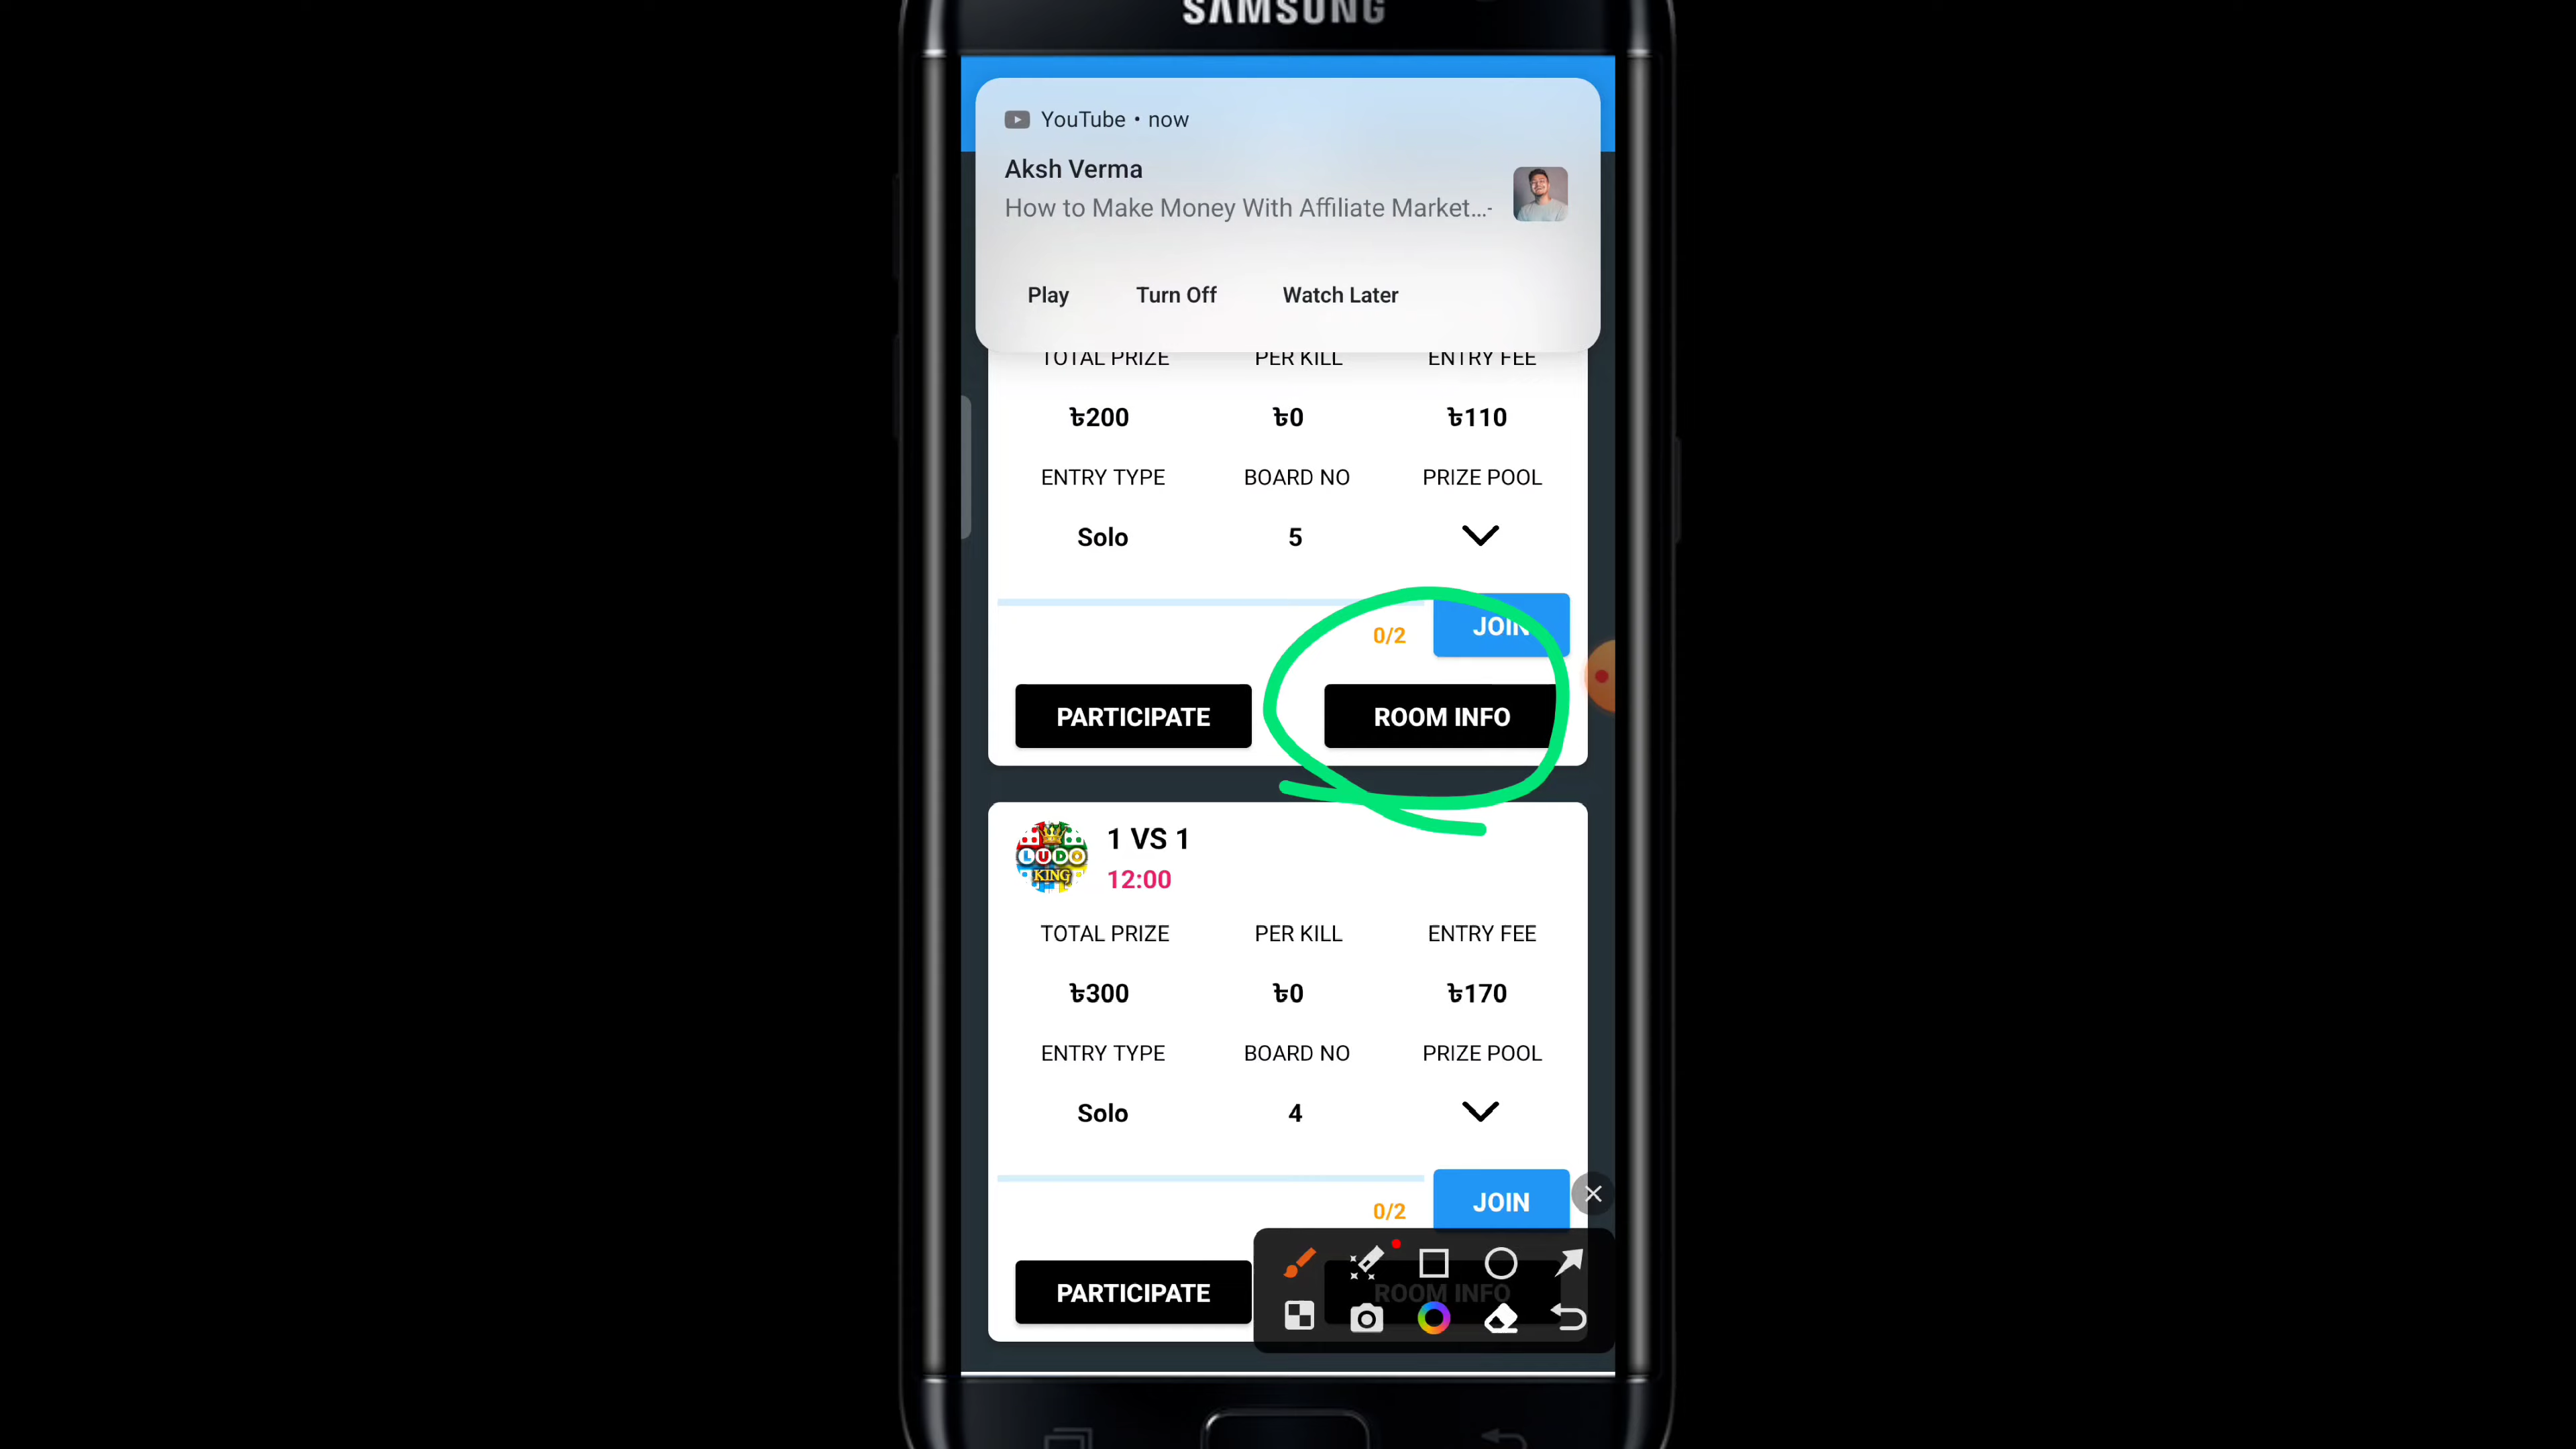 SAMSUNG
YouTube • now
Aksh Verma
How to Make Money With Affiliate Market...-
Play Turn Off Watch Later
TOTAL PRIZE PER KILL ENTRY FEE
৳200 ৳0 ৳110
ENTRY TYPE BOARD NO PRIZE POOL
Solo 5
0/2 JOIN
PARTICIPATE ROOM INFO
LUDO
KING
1 VS 1
12:00
TOTAL PRIZE PER KILL ENTRY FEE
৳300 ৳0 ৳170
ENTRY TYPE BOARD NO PRIZE POOL
Solo 4
0/2 JOIN
PARTICIPATE ROOM INFO